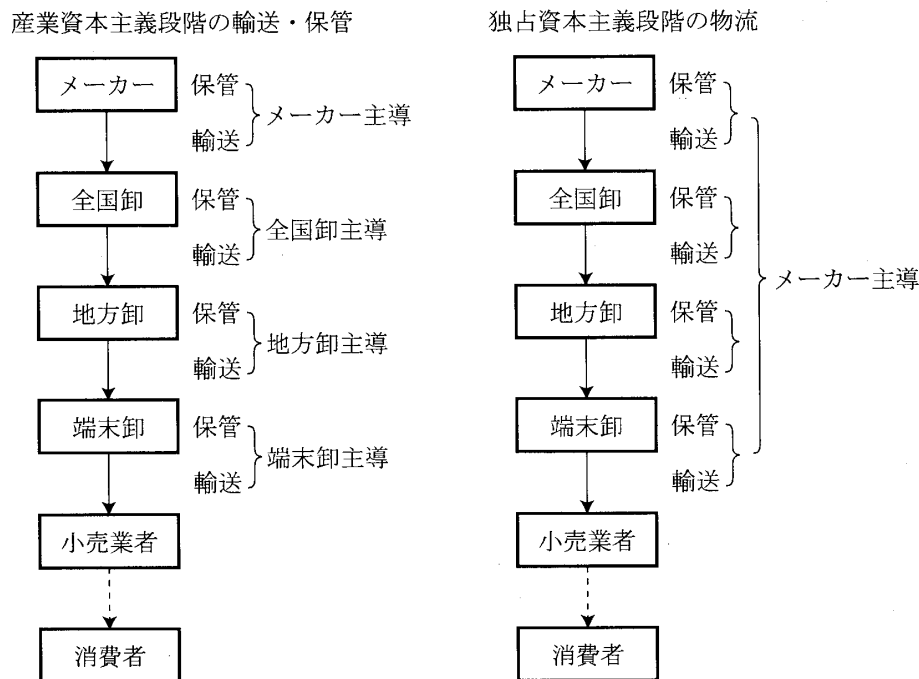 産業資本主義段階の輸送・保管
メーカー
保管
輸送
メーカー主導
全国卸
保管
輸送
全国卸主導
地方卸
保管
輸送
地方卸主導
端末卸
保管
輸送
端末卸主導
小売業者
消費者
独占資本主義段階の物流
メーカー
保管
輸送
全国卸
保管
輸送
地方卸
保管
輸送
端末卸
保管
輸送
メーカー主導
小売業者
消費者